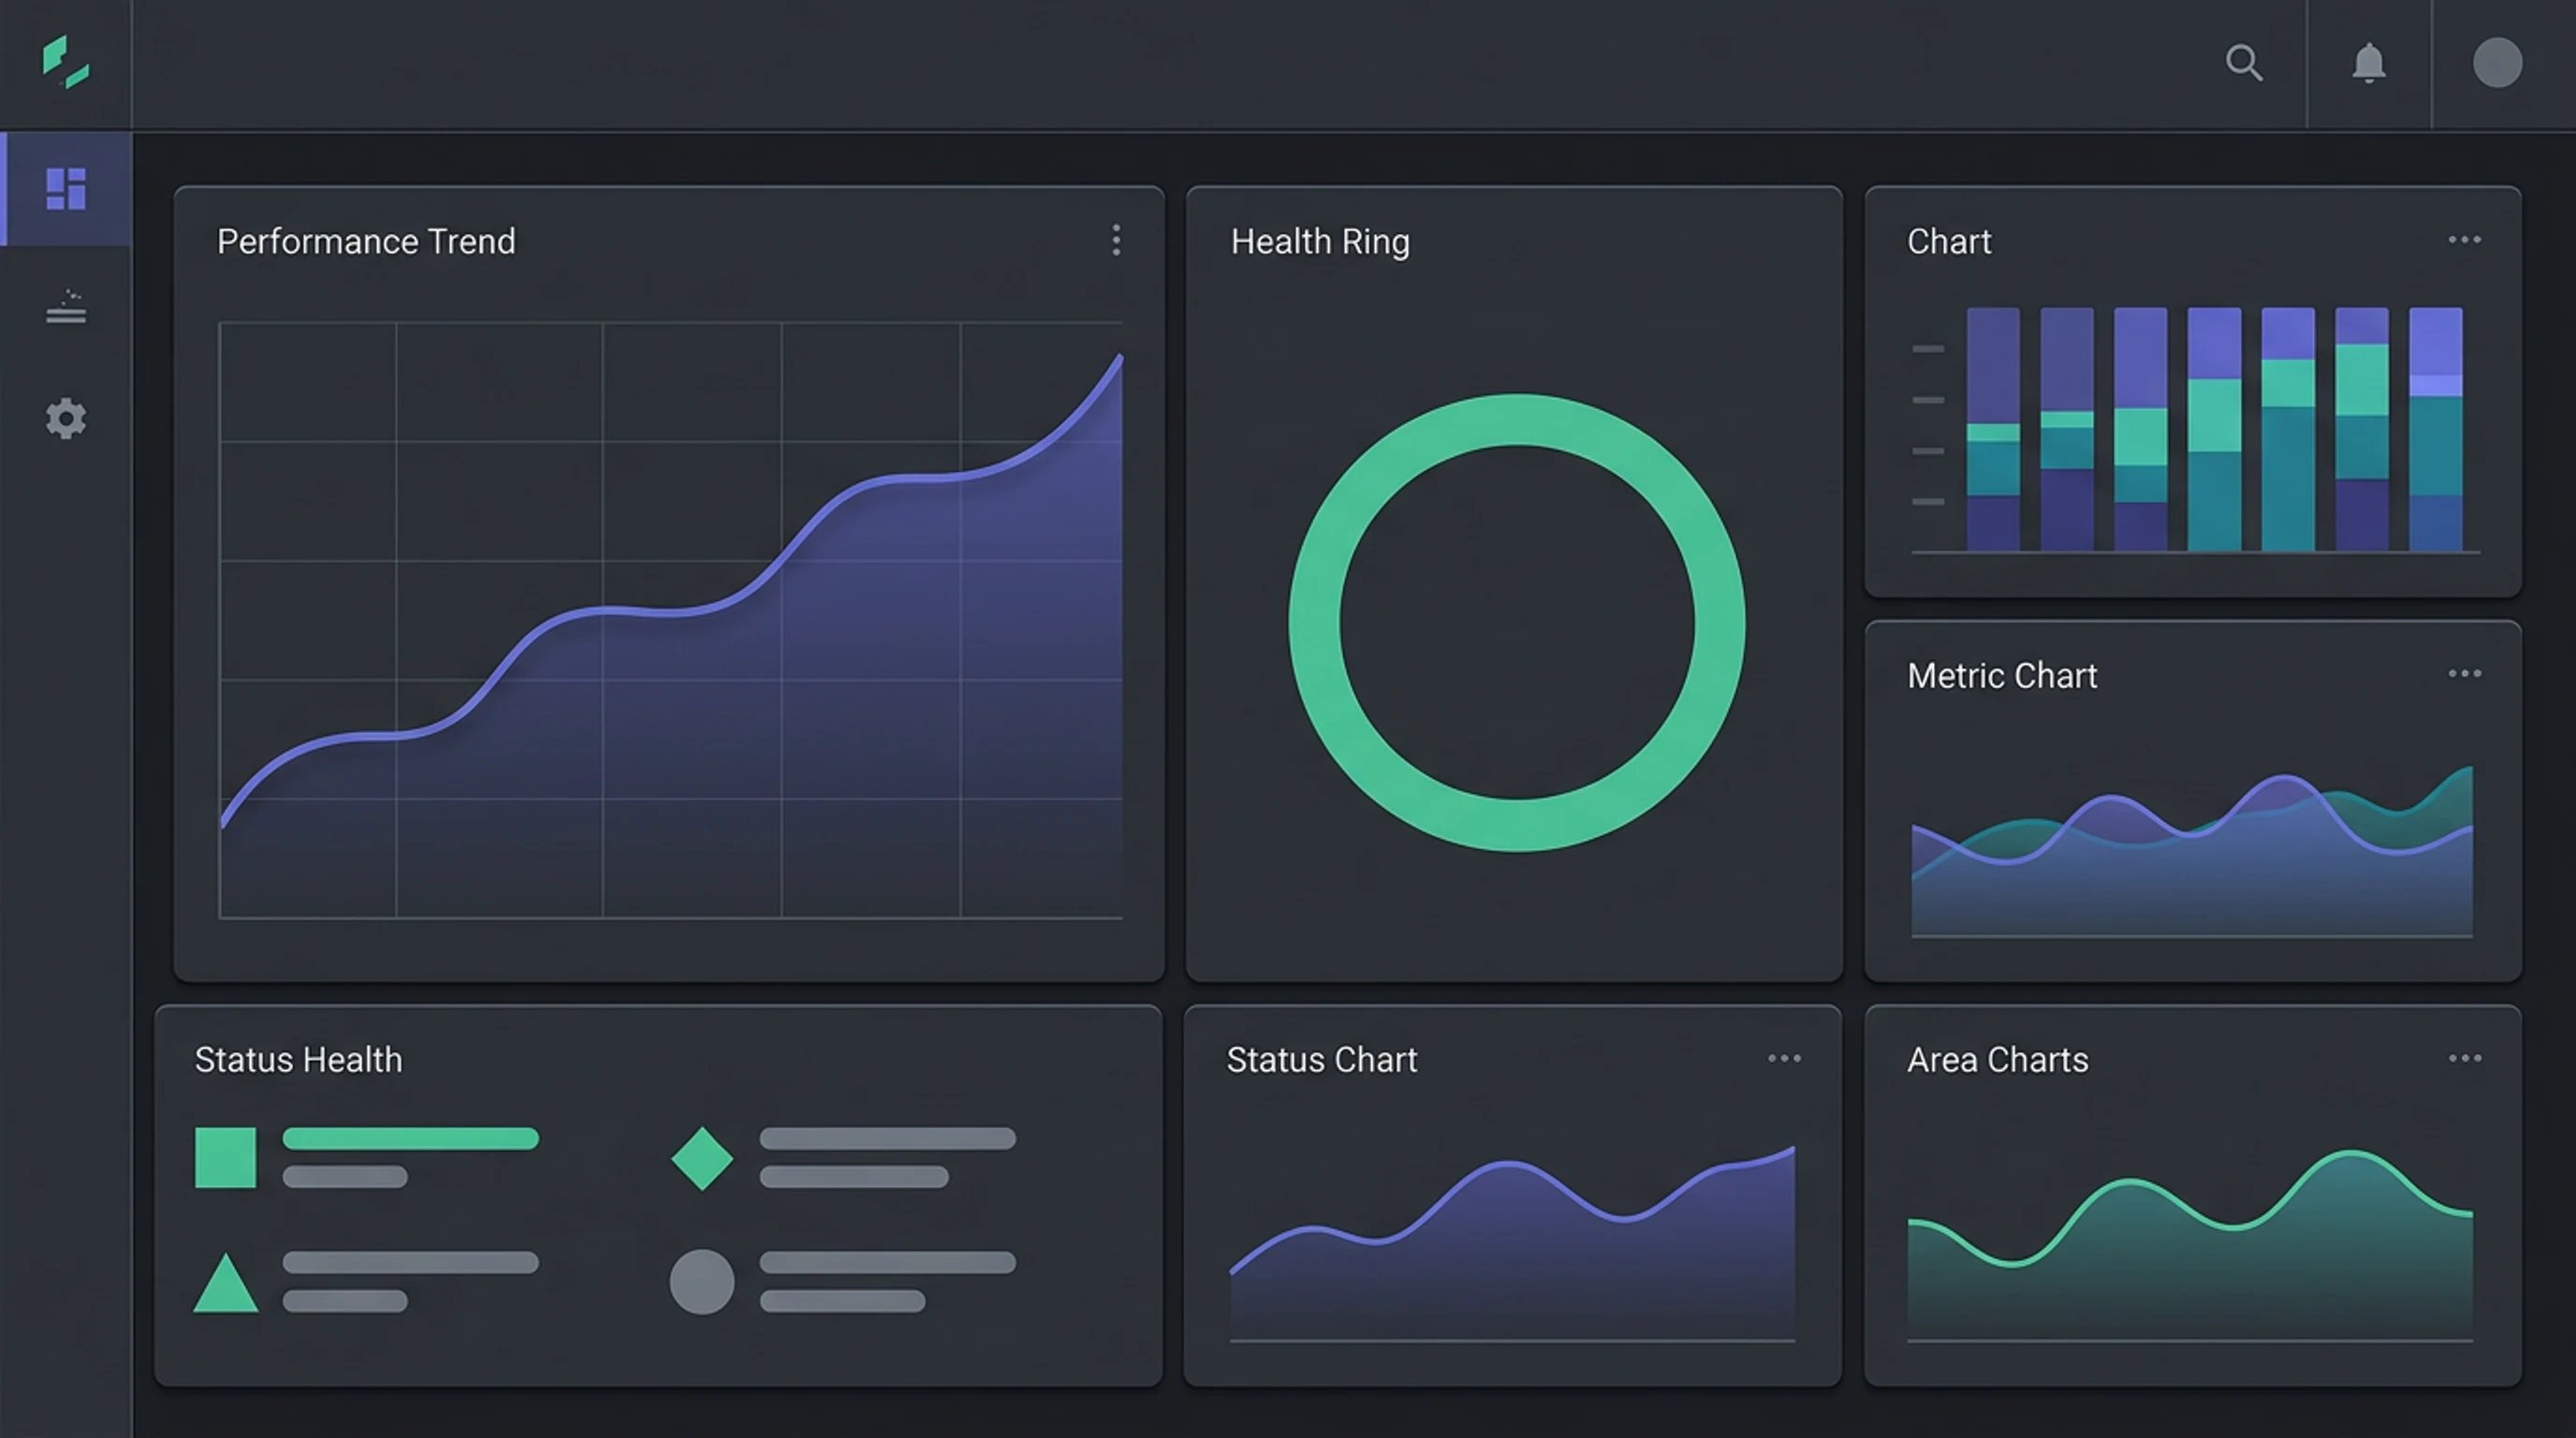 Performance Trend
Health Ring
Chart
Metric Chart
Status Health
Status Chart
Area Charts